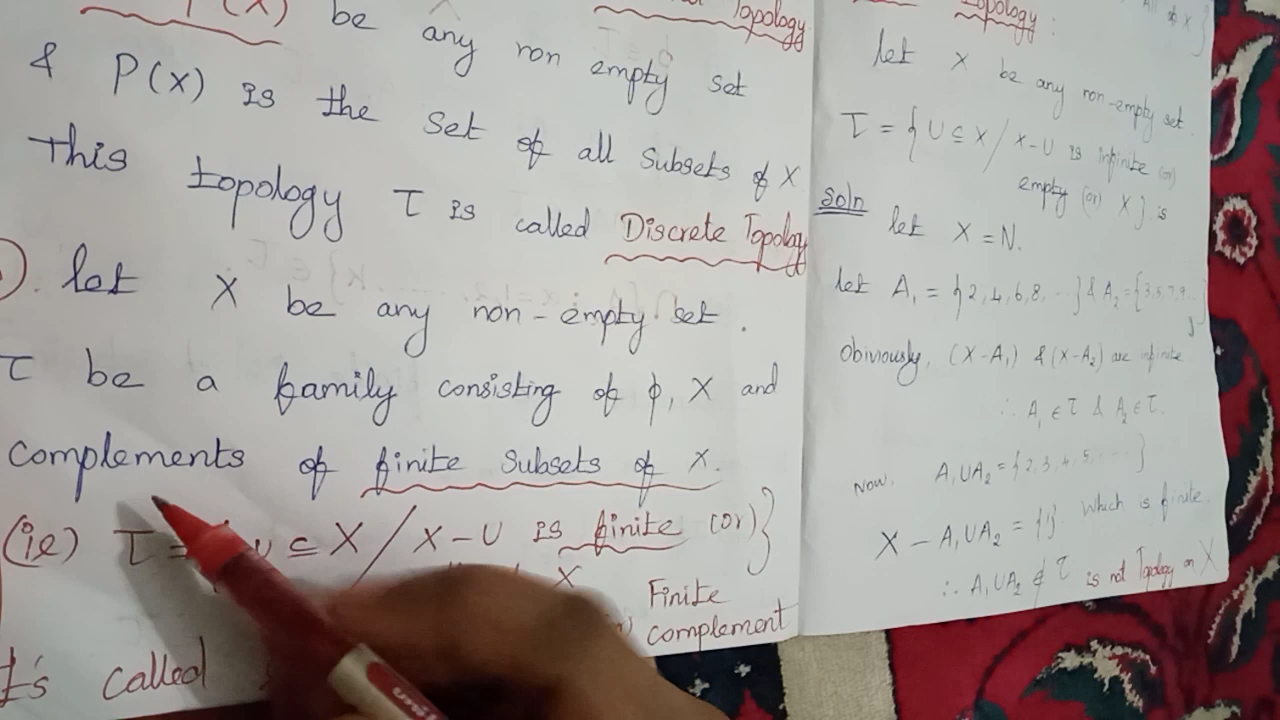 P(X) be any non empty set
Topology
& P(X) is the set of all subsets of X
This topology τ is called Discrete Topology
let X be any non-empty set.
τ be a family consisting of φ, X and
complements of finite subsets of X.
(ie) τ = U ⊆ X / X-U is finite (or)}
X
Finite
complement
It's called
Topology:
let X be any non-empty set.
τ = {U ⊆ X / X-U is infinite (or)
empty (or) X} is
Soln let X = N.
let A₁ = {2, 4, 6, 8, ...} & A₂ = {3, 5, 7, 9...}
Obiviously, (X-A₁) & (X-A₂) are infinite
∴ A₁ ∈ τ & A₂ ∈ τ.
Now, A₁∪A₂ = {2, 3, 4, 5, ....}
X - A₁∪A₂ = {1} which is finite.
∴ A₁∪A₂ ∉ τ is not Topology on X